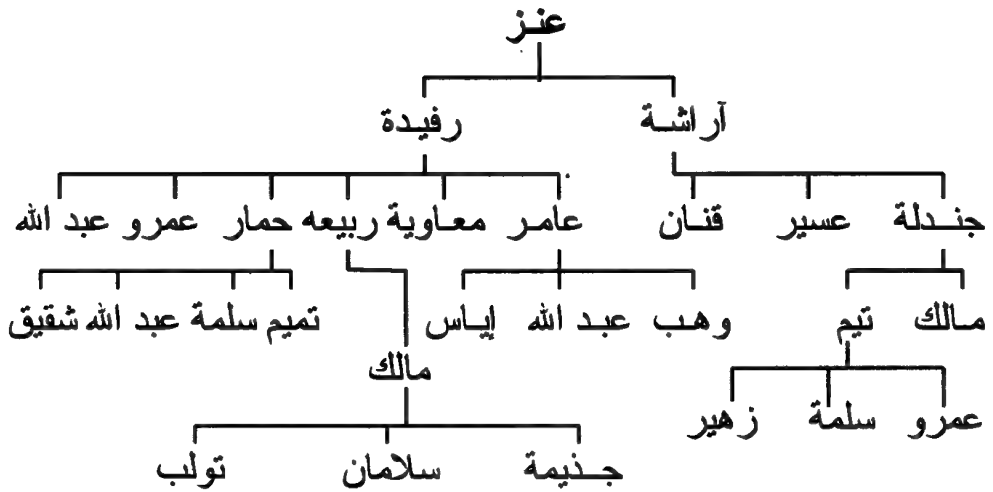 عنز
آراشة رفيدة
جندلة عسير قنان عامر معاوية ربيعه حمار عمرو عبد الله
مالك تيم وهب عبد الله إياس تميم سلمة عبد الله شقيق
مالك
عمرو سلمة زهير
جذيمة سلامان تولب